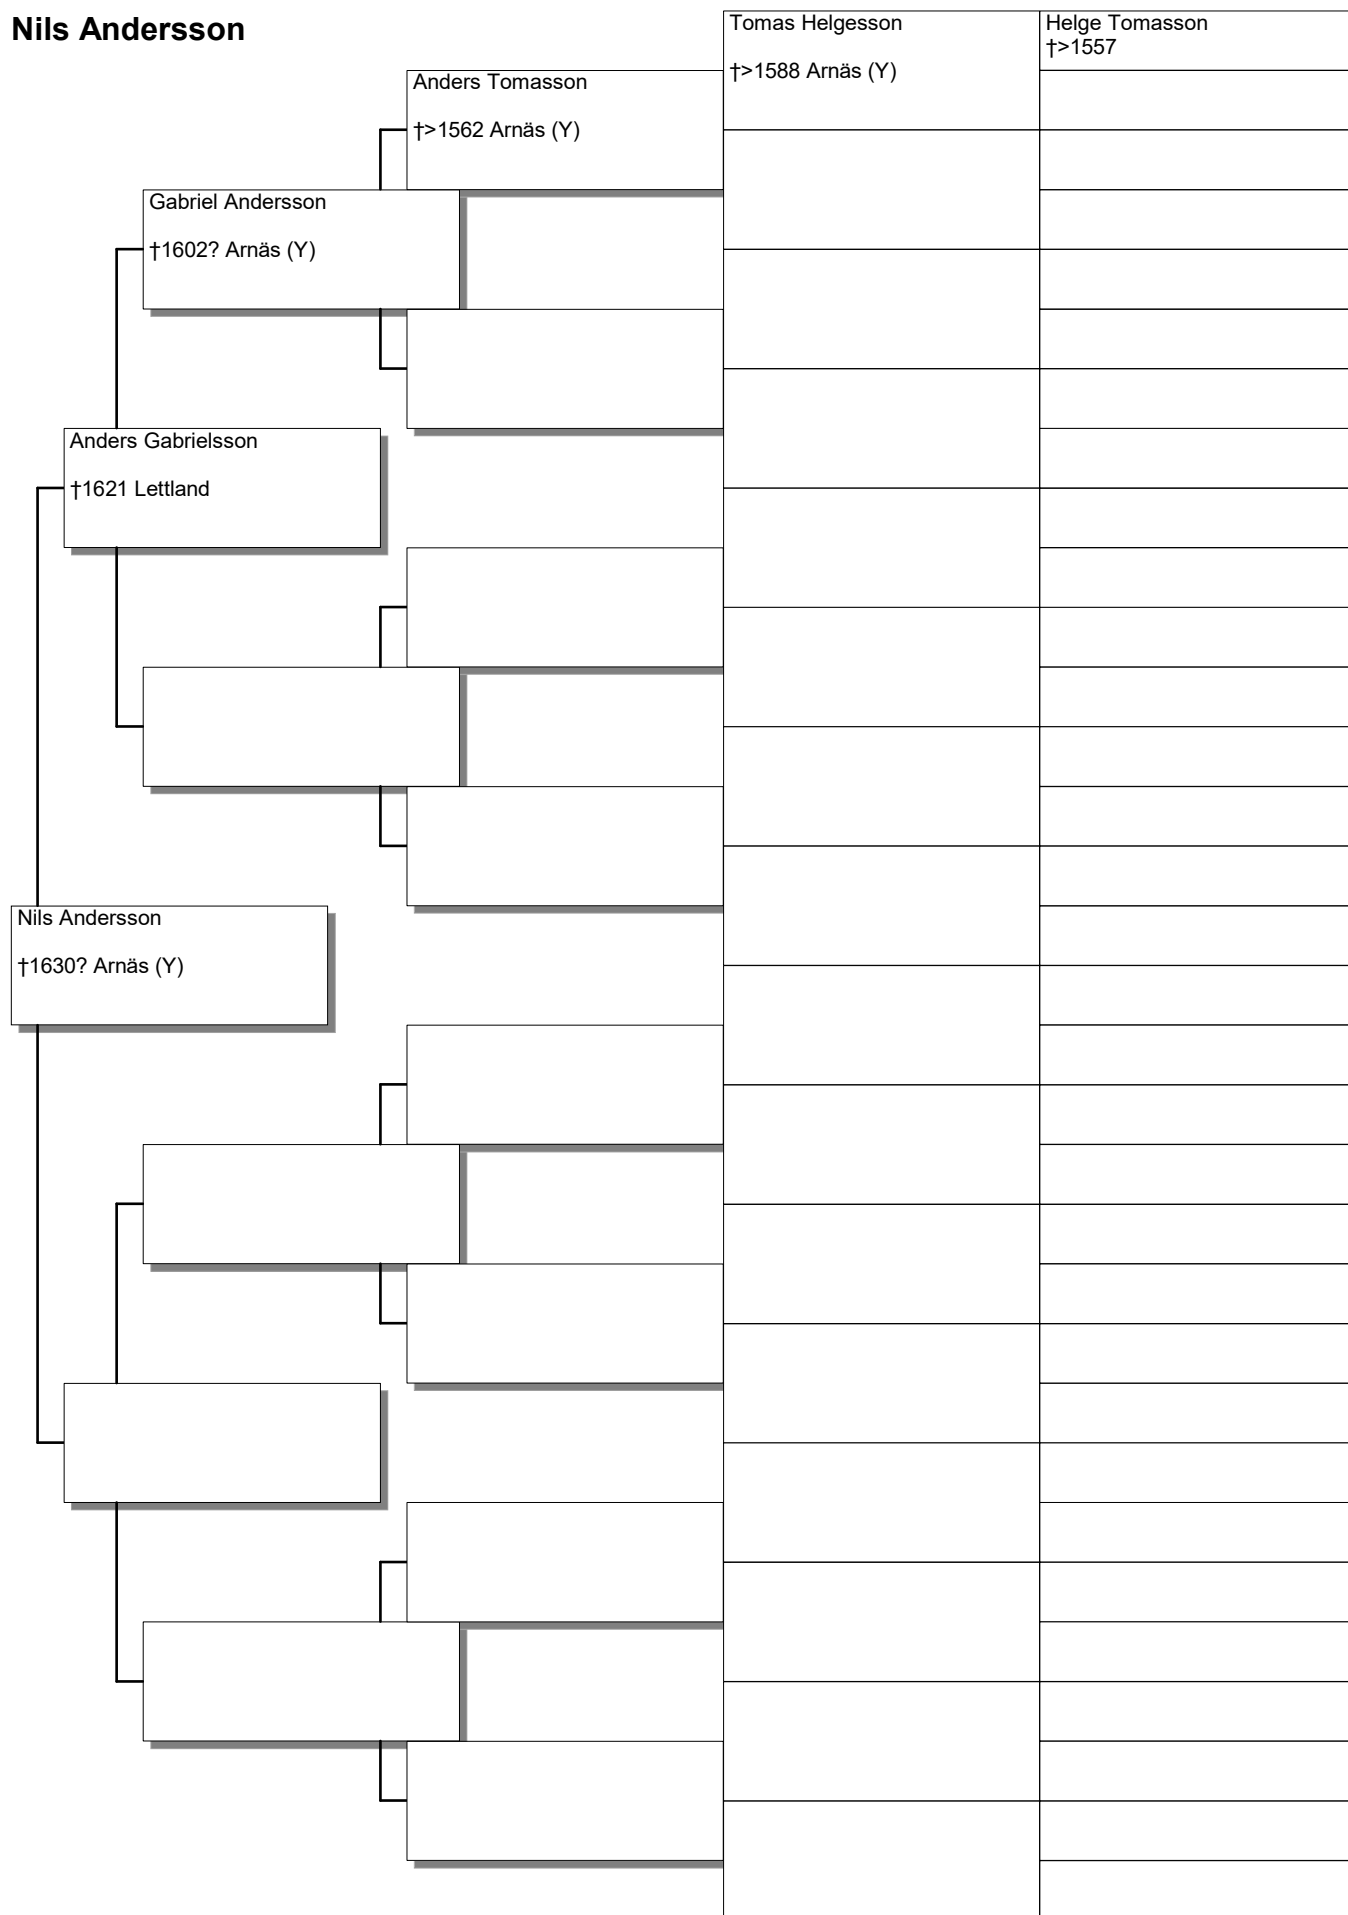 Nils Andersson
Tomas Helgesson
†>1588 Arnäs (Y)
Helge Tomasson
†>1557
Anders Tomasson
†>1562 Arnäs (Y)
Gabriel Andersson
†1602? Arnäs (Y)
Anders Gabrielsson
†1621 Lettland
Nils Andersson
†1630? Arnäs (Y)